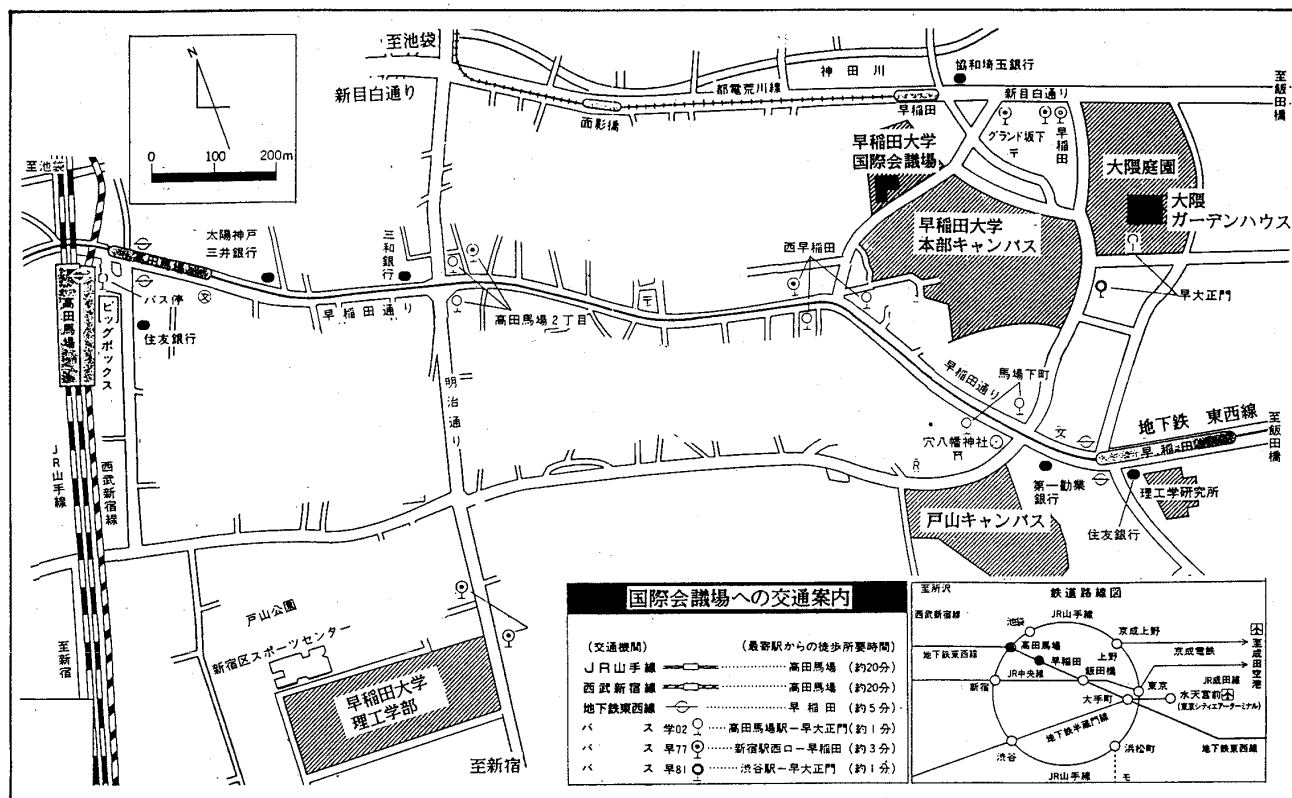 N
0 100 200m
至池袋
新目白通り
面影橋
都電荒川線
神田川
協和埼玉銀行
早稲田
新目白通り
至飯田橋
グランド坂下
〒
早稲田
早稲田大学
国際会議場
大隈庭園
大隈
ガーデンハウス
早稲田大学
本部キャンパス
早大正門
至池袋
高田馬場
太陽神戸
三井銀行
三和銀行
西早稲田
高田馬場
バス停
ビッグボックス
文
住友銀行
早稲田通り
高田馬場2丁目
〒
明治通り
早稲田通り
馬場下町
穴八幡神社
文
地下鉄 東西線
早稲田
至飯田橋
JR山手線
西武新宿線
R
第一勧業
銀行
理工学研究所
住友銀行
戸山キャンパス
至新宿
戸山公園
新宿区スポーツセンター
早稲田大学
理工学部
至新宿
国際会議場への交通案内
(交通機関) (最寄駅からの徒歩所要時間)
JR山手線 ……… 高田馬場 (約20分)
西武新宿線 ……… 高田馬場 (約20分)
地下鉄東西線 ……… 早稲田 (約5分)
バス 学02 …… 高田馬場駅ー早大正門 (約1分)
バス 早77 …… 新宿駅西口ー早稲田 (約3分)
バス 早81 …… 渋谷駅ー早大正門 (約1分)
鉄道路線図
至所沢
西武新宿線
池袋
JR山手線
高田馬場
京成上野
至成田空港
地下鉄東西線
早稲田
上野
京成電鉄
新宿
JR中央線
飯田橋
東京
JR成田線
大手町
水天宮前
(東京シティエアーターミナル)
地下鉄半蔵門線
渋谷
浜松町
地下鉄東西線
JR山手線
モ